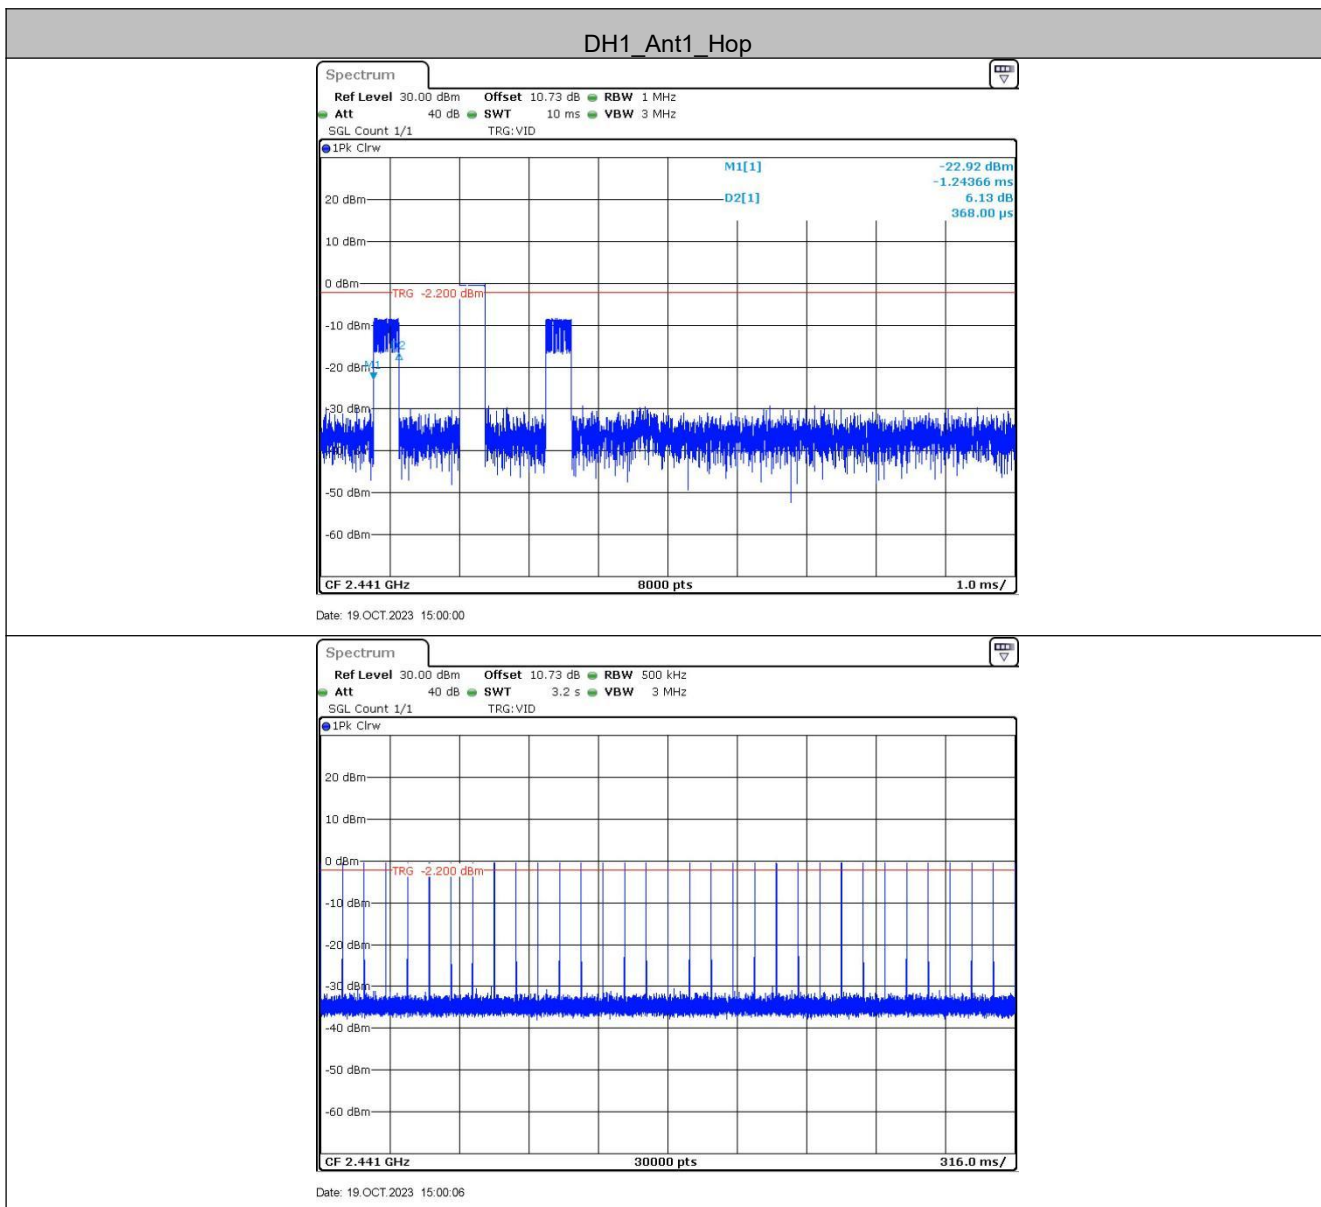 DH1_Ant1_Hop
Spectrum
Ref Level 30.00 dBm Offset 10.73 dB RBW 1 MHz
Att 40 dB SWT 10 ms VBW 3 MHz
SGL Count 1/1 TRG:VID
1Pk Clrw
M1[1] -22.92 dBm
-1.24366 ms
D2[1] 6.13 dB
368.00 µs
20 dBm
10 dBm
0 dBm
TRG -2.200 dBm
-10 dBm
-20 dBm
M1
-30 dBm
-50 dBm
-60 dBm
CF 2.441 GHz 8000 pts 1.0 ms/
Date: 19.OCT.2023 15:00:00
Spectrum
Ref Level 30.00 dBm Offset 10.73 dB RBW 500 kHz
Att 40 dB SWT 3.2 s VBW 3 MHz
SGL Count 1/1 TRG:VID
1Pk Clrw
20 dBm
10 dBm
0 dBm
TRG -2.200 dBm
-10 dBm
-20 dBm
-30 dBm
-40 dBm
-50 dBm
-60 dBm
CF 2.441 GHz 30000 pts 316.0 ms/
Date: 19.OCT.2023 15:00:06